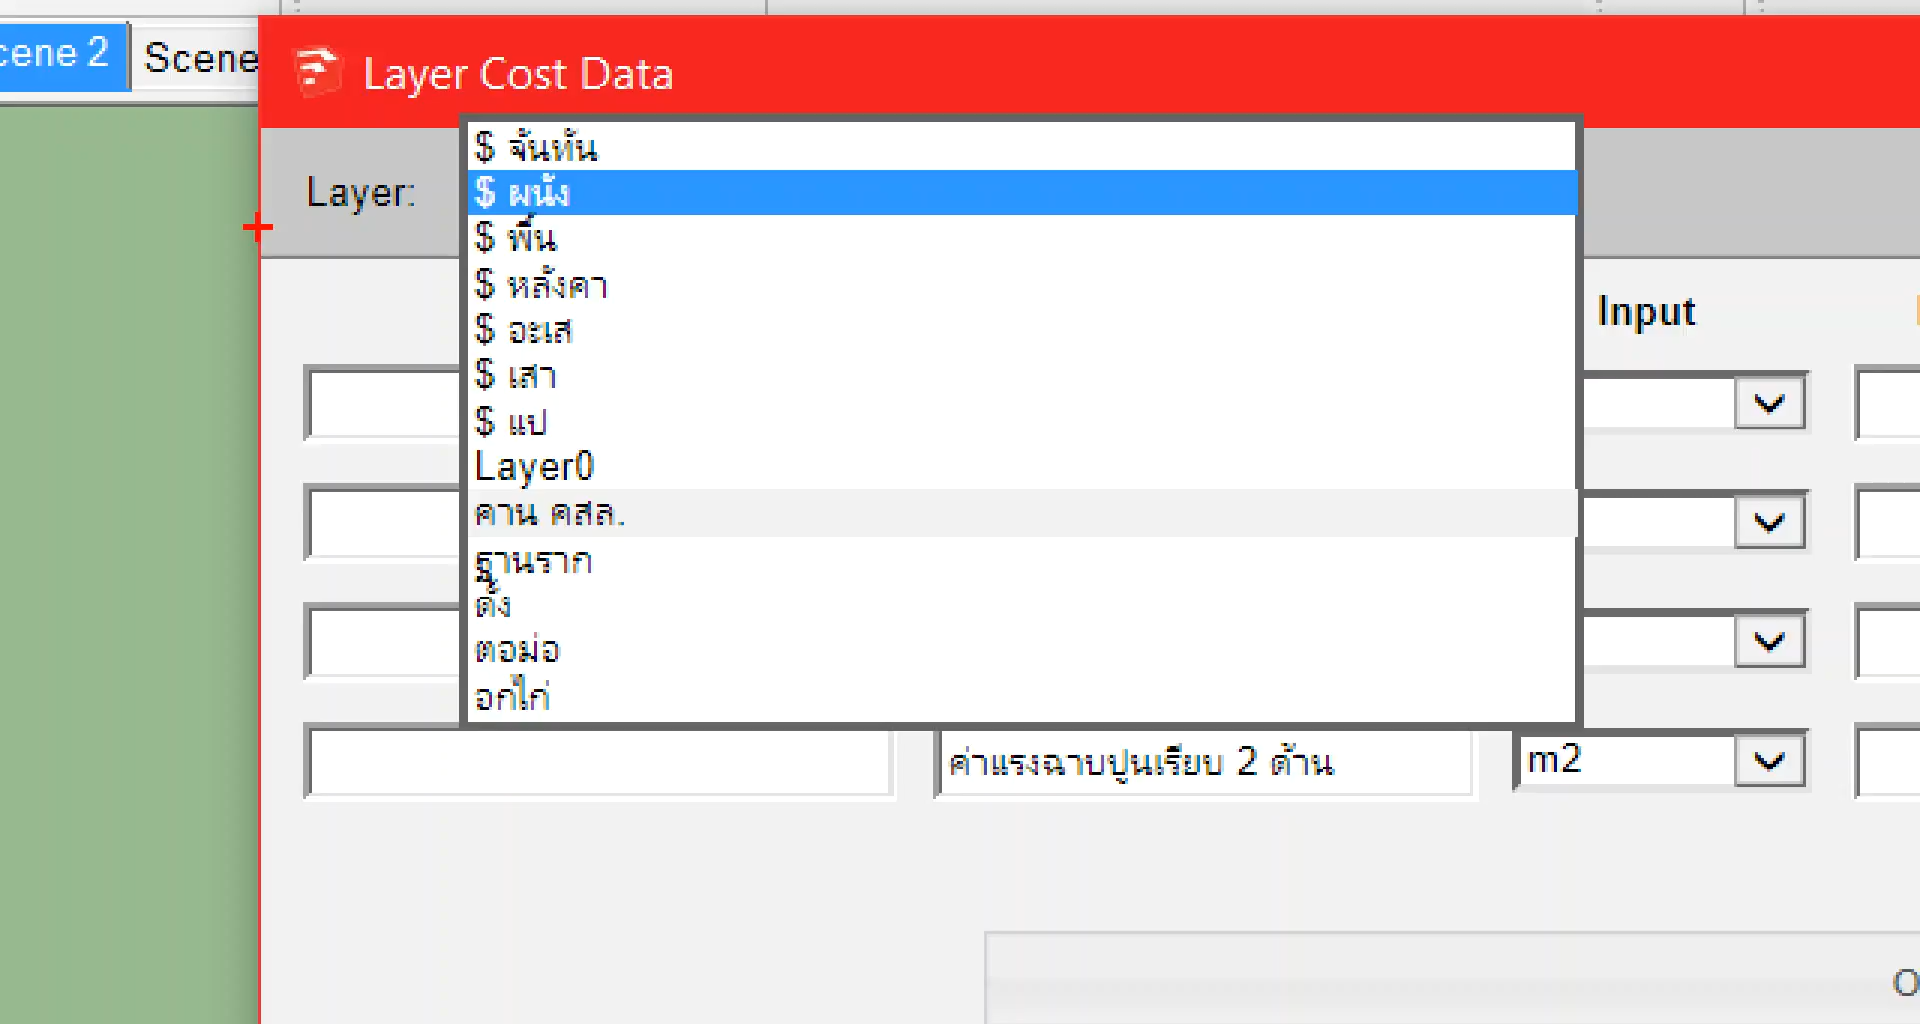 Scene
Layer Cost Data
Layer:
$ จันทัน
$ ผนัง
$ พื้น
$ หลังคา
$ อะเส
$ เสา
$ แป
Layer0
คาน คสล.
ฐานราก
ดั้ง
ตอม่อ
อกไก่
Input
ค่าแรงฉาบปูนเรียบ 2 ด้าน m2